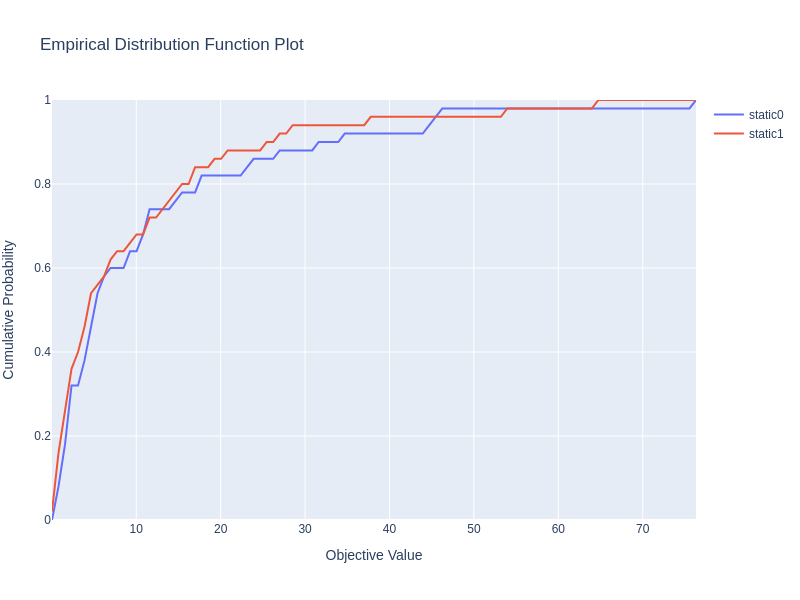 Empirical Distribution Function Plot
1
0.8
0.6
0.4
0.2
0
10 20 30 40 50 60 70
Cumulative Probability
Objective Value
static0
static1